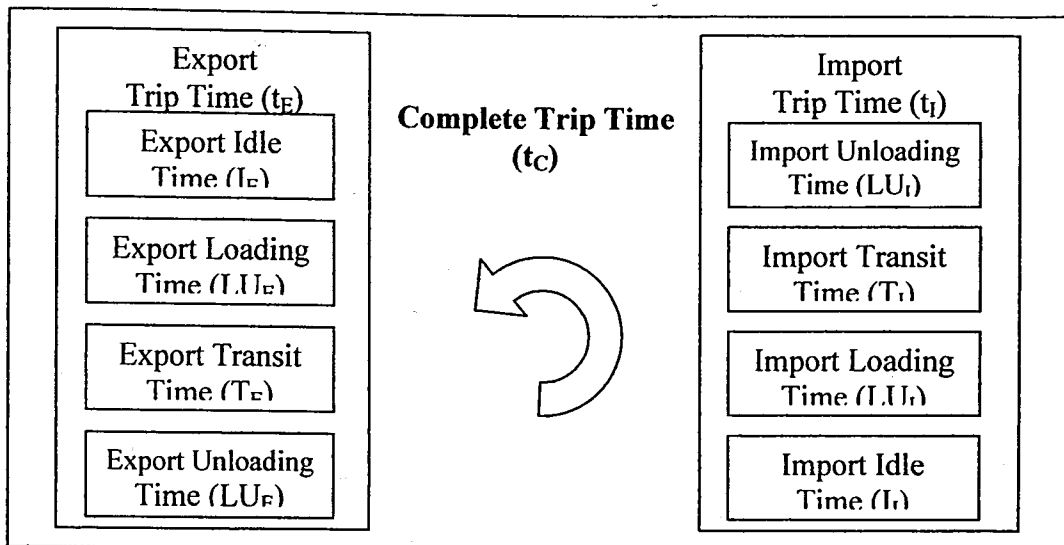 Export
Trip Time (tE)
Export Idle
Time (IE)
Export Loading
Time (LUE)
Export Transit
Time (TE)
Export Unloading
Time (LUE)
Complete Trip Time
(tC)
Import
Trip Time (tI)
Import Unloading
Time (LUI)
Import Transit
Time (TI)
Import Loading
Time (LUI)
Import Idle
Time (II)